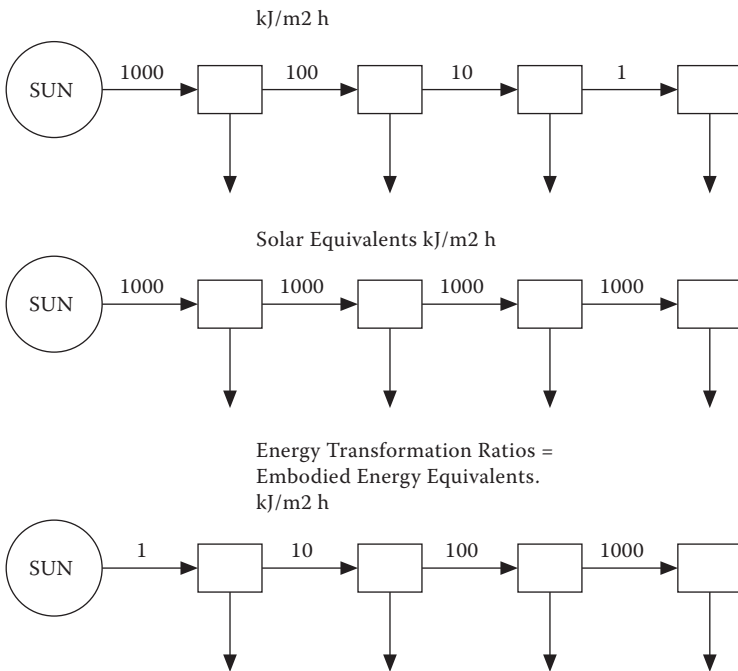 kJ/m2 h
SUN 1000 100 10 1
Solar Equivalents kJ/m2 h
SUN 1000 1000 1000 1000
Energy Transformation Ratios =
Embodied Energy Equivalents.
kJ/m2 h
SUN 1 10 100 1000